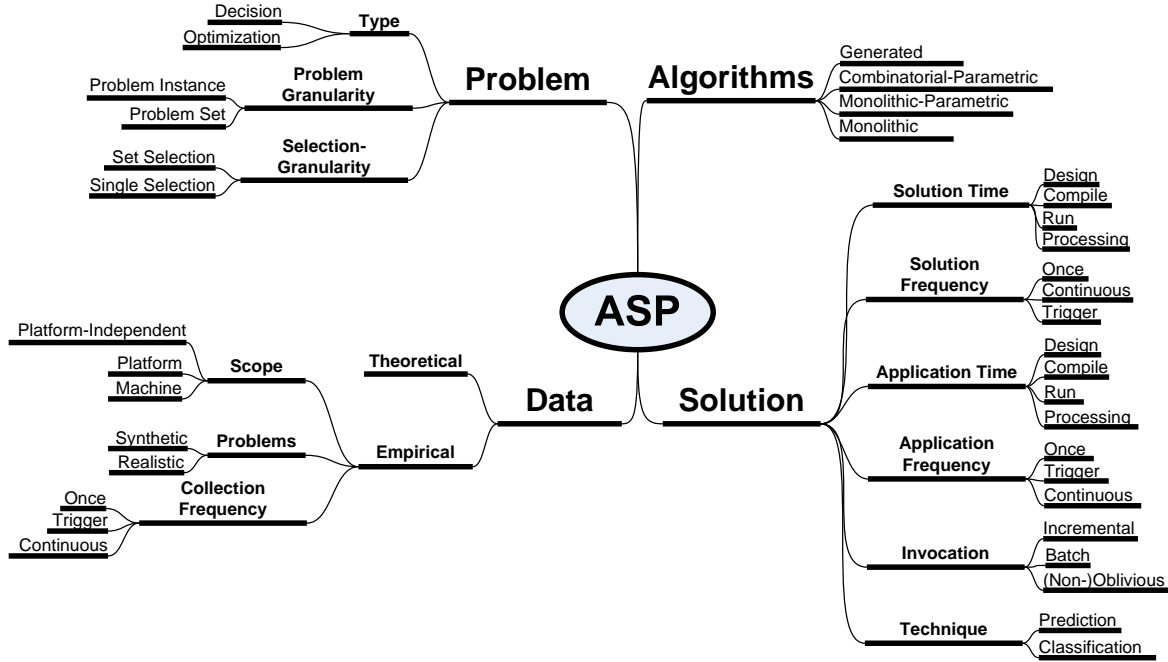 Decision
Optimization
Type
Problem Instance
Problem Set
Problem
Granularity
Set Selection
Single Selection
Selection-
Granularity
Problem
Algorithms
Generated
Combinatorial-Parametric
Monolithic-Parametric
Monolithic
ASP
Platform-Independent
Platform
Machine
Scope
Synthetic
Realistic
Problems
Once
Trigger
Continuous
Collection
Frequency
Theoretical
Empirical
Data
Solution
Solution Time
Design
Compile
Run
Processing
Solution
Frequency
Once
Continuous
Trigger
Application Time
Design
Compile
Run
Processing
Application
Frequency
Once
Trigger
Continuous
Invocation
Incremental
Batch
(Non-)Oblivious
Technique
Prediction
Classification